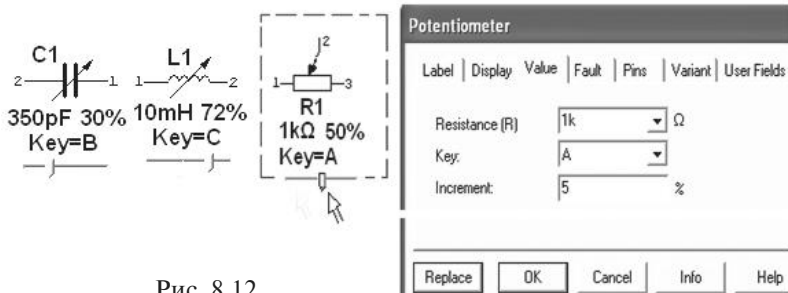 C1
2 1
350pF 30%
Key=B
L1
1 2
10mH 72%
Key=C
2
1 3
R1
1kΩ 50%
Key=A
Рис. 8.12
Potentiometer
Label Display Value Fault Pins Variant User Fields
Resistance (R) 1k Ω
Key: A
Increment: 5 %
Replace OK Cancel Info Help